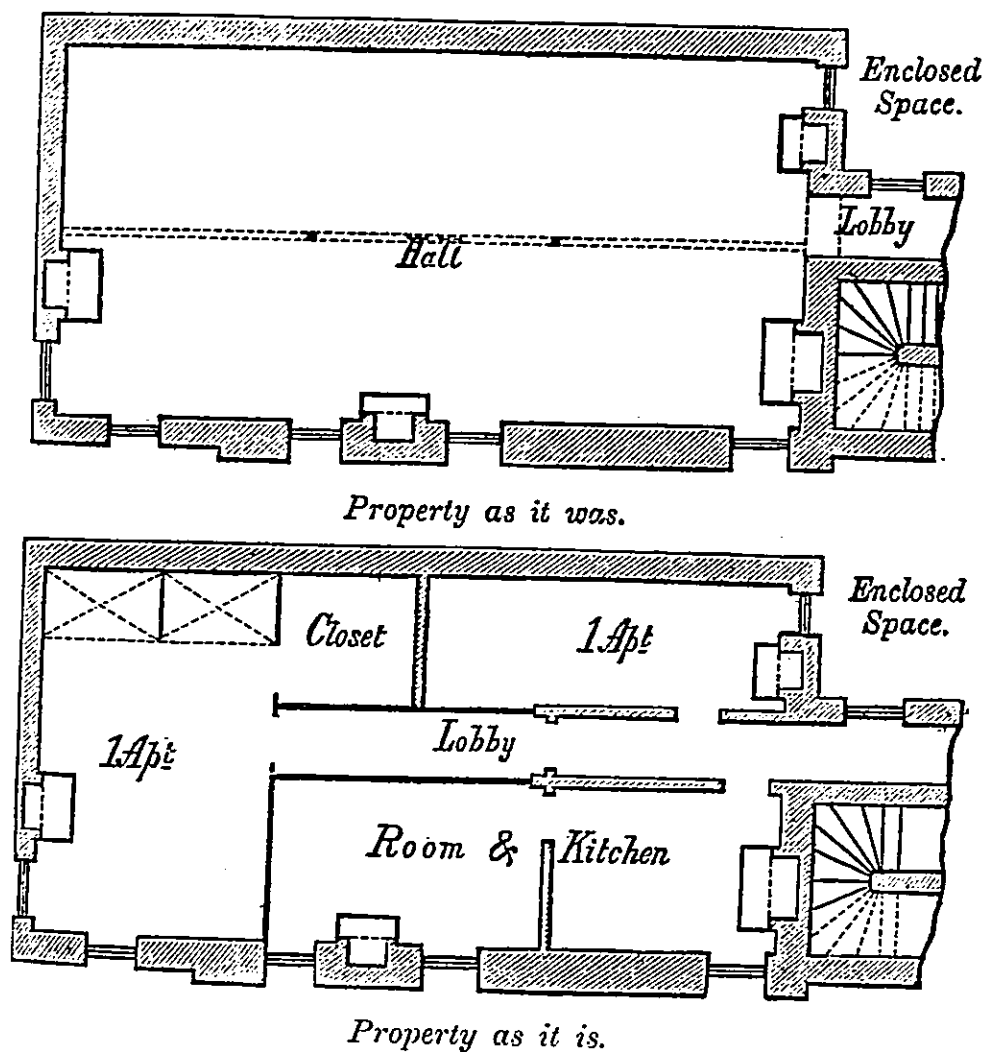 Enclosed
Space.
Lobby
Hall
Property as it was.
Enclosed
Space.
Closet
1 Apt
Lobby
1 Apt
Room & Kitchen
Property as it is.